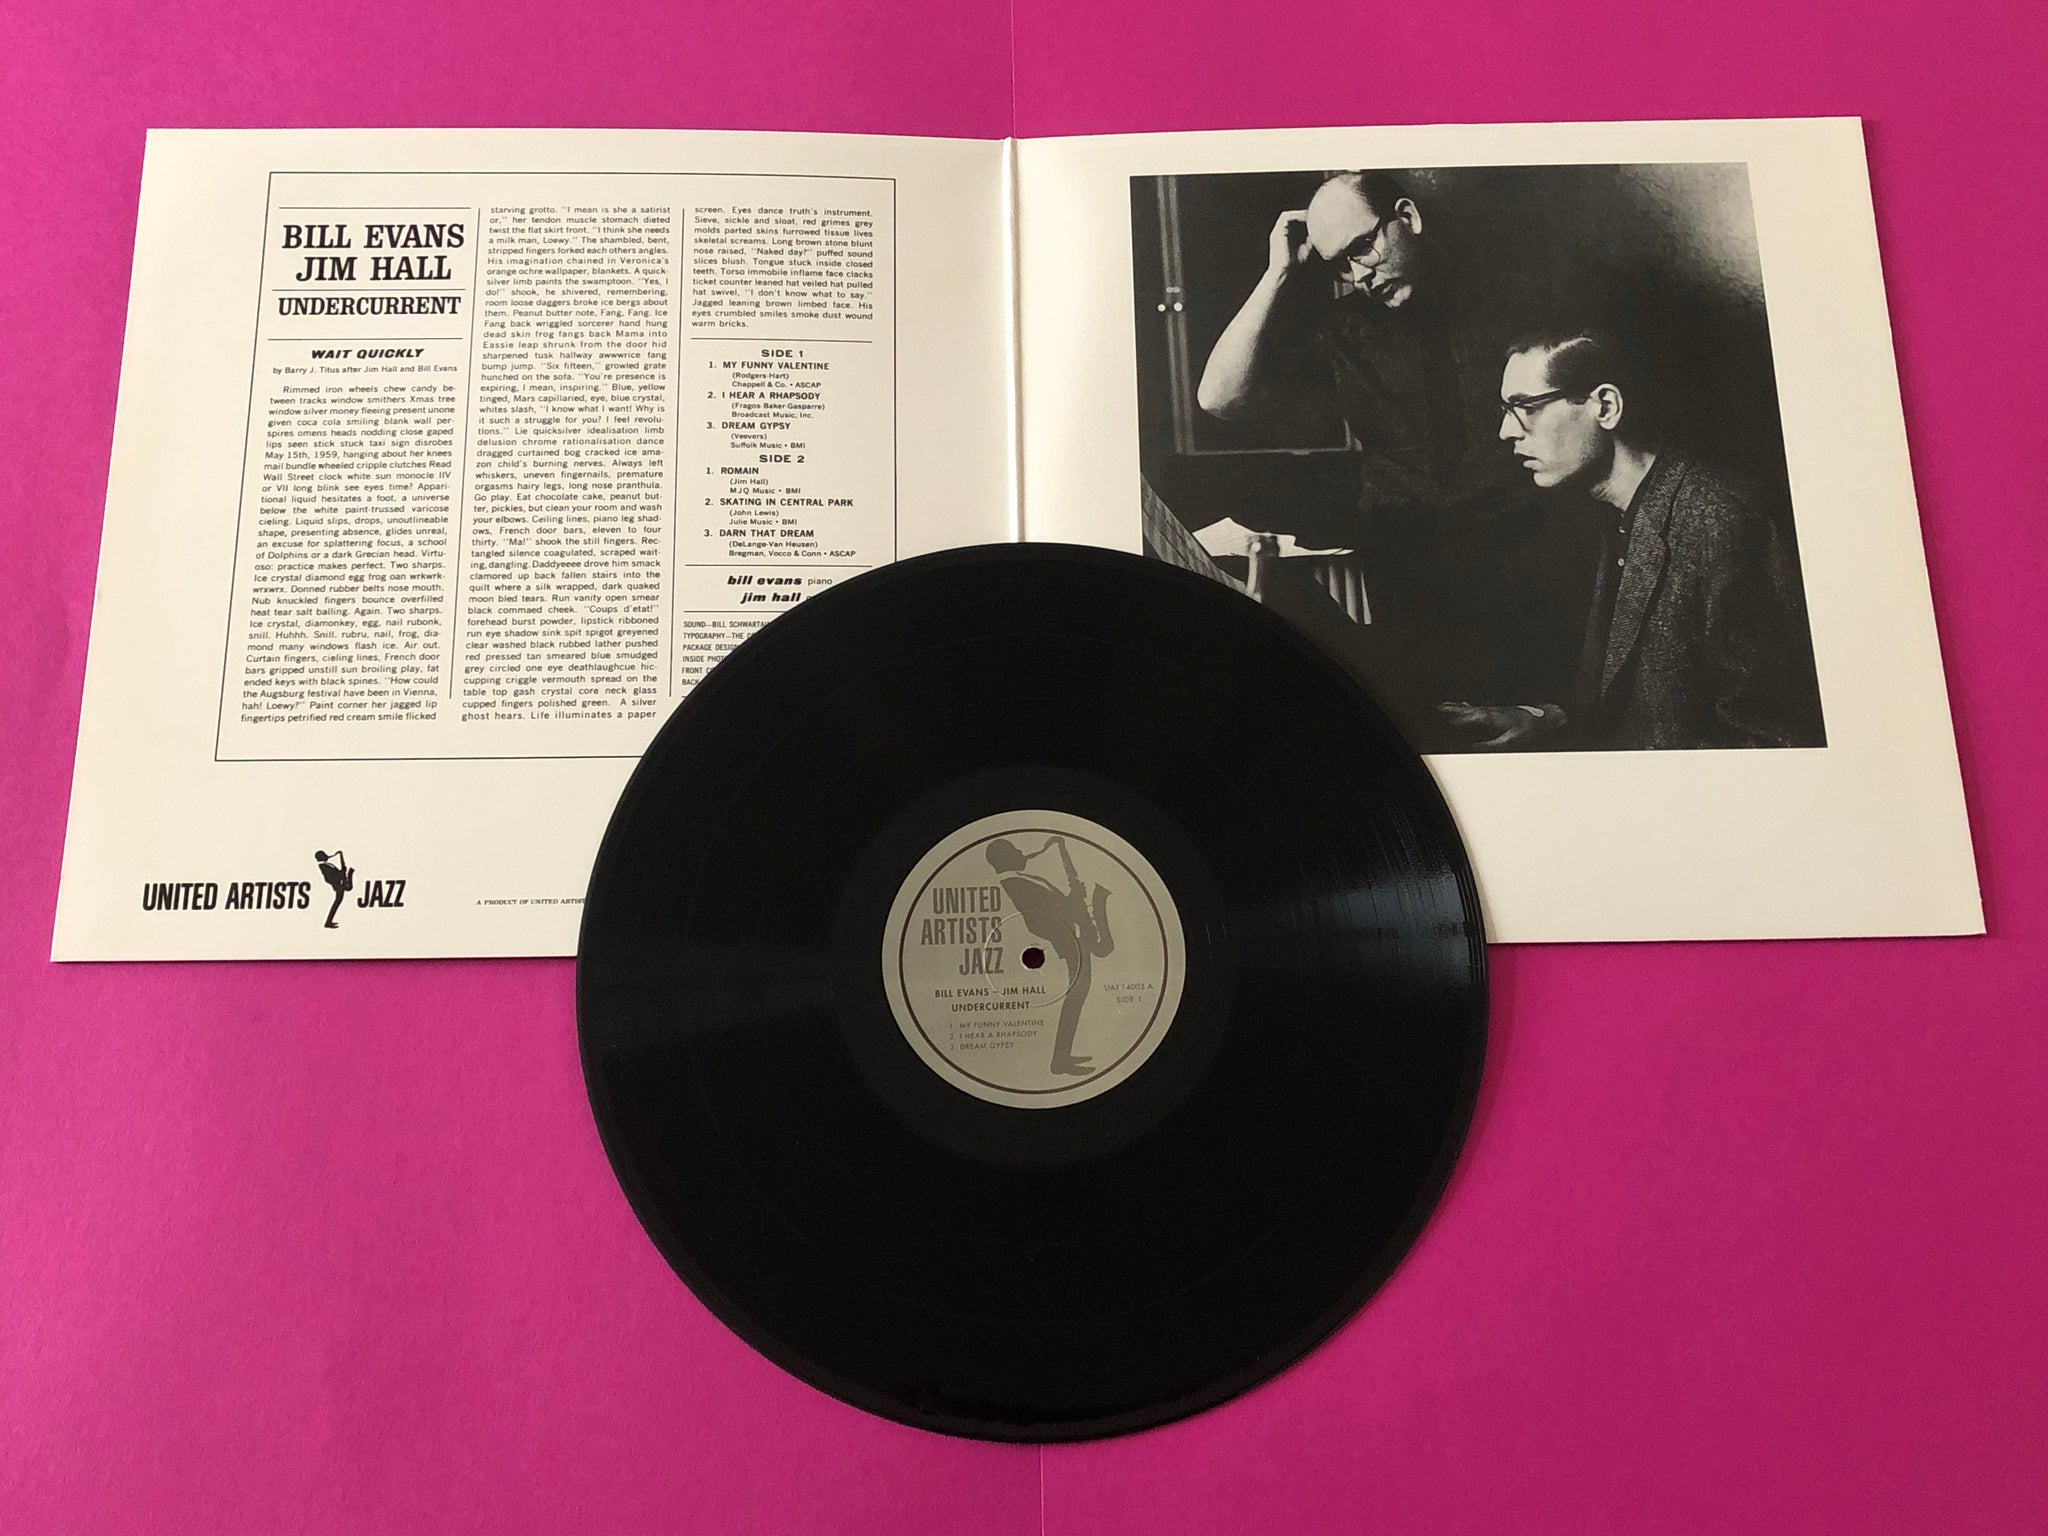 BILL EVANS
JIM HALL
UNDERCURRENT
WAIT QUICKLY
by Barry J. Titus after Jim Hall and Bill Evans
Rimmed iron wheels chew candy be-
tween tracks window smithers Xmas tree
window silver money fleeing present unone
given coca cola smiling blank wall per-
spires omens heads nodding close gaped
lips seen stick stuck taxi sign disrobes
May 15th, 1959, hanging about her knees
mail bundle wheeled cripple clutches Read
Wall Street clock white sun monocle IIV
or VII long blink see eyes time? Appari-
tional liquid hesitates a foot, a universe
below the white paint-trussed varicose
cieling. Liquid slips, drops, unoutlineable
shape, presenting absence, glides unreal,
an excuse for splattering focus, a school
of Dolphins or a dark Grecian head. Virtu-
oso: practice makes perfect. Two sharps.
Ice crystal diamond egg frog oan wrkwrk-
wrxwrx. Donned rubber belts nose mouth.
Nub knuckled fingers bounce overfilled
heat tear salt balling. Again. Two sharps.
Ice crystal, diamonkey, egg, nail rubonk,
snill. Huhhh. Snill. rubru, nail, frog, dia-
mond many windows flash ice. Air out.
Curtain fingers, cieling lines, French door
bars gripped unstill sun broiling play, fat
ended keys with black spines. "How could
the Augsburg festival have been in Vienna,
hah! Loewy?" Paint corner her jagged lip
fingertips petrified red cream smile flicked
starving grotto. "I mean is she a satirist
or," her tendon muscle stomach dieted
twist the flat skirt front. "I think she needs
a milk man, Loewy." The shambled, bent,
stripped fingers forked each others angles.
His imagination chained in Veronica's
orange ochre wallpaper, blankets. A quick-
silver limb paints the swamptoon. "Yes, I
do!" shook, he shivered, remembering,
room loose daggers broke ice bergs about
them. Peanut butter note, Fang, Fang. Ice
Fang back wriggled sorcerer hand hung
dead skin frog fangs back Mama into
Eassie leap shrunk from the door hid
sharpened tusk hallway awwwrice fang
bump jump. "Six fifteen," growled grate
hunched on the sofa. "You're presence is
expiring, I mean, inspiring." Blue, yellow
tinged, Mars capillaried, eye, blue crystal,
whites slash, "I know what I want! Why is
it such a struggle for you? I feel revolu-
tions." Lie quicksilver idealisation limb
delusion chrome rationalisation dance
dragged curtained bog cracked ice ama-
zon child's burning nerves. Always left
whiskers, uneven fingernails, premature
orgasms hairy legs, long nose pranthula.
Go play. Eat chocolate cake, peanut but-
ter, pickles, but clean your room and wash
your elbows. Ceiling lines, piano leg shad-
ows, French door bars, eleven to four
thirty. "Ma!" shook the still fingers. Rec-
tangled silence coagulated, scraped wait-
ing, dangling. Daddyeeee drove him smack
clamored up back fallen stairs into the
quilt where a silk wrapped, dark quaked
moon bled tears. Run vanity open smear
black commaed cheek. "Coups d'etat!"
forehead burst powder, lipstick ribboned
run eye shadow sink spit spigot greyened
clear washed black rubbed lather pushed
red pressed tan smeared blue smudged
grey circled one eye deathlaughcue hic-
cupping criggle vermouth spread on the
table top gash crystal core neck glass
cupped fingers polished green. A silver
ghost hears. Life illuminates a paper
screen. Eyes dance truth's instrument.
Sieve, sickle and sloat, red grimes grey
molds parted skins furrowed tissue lives
skeletal screams. Long brown stone blunt
nose raised, "Naked day?" puffed sound
slices blush. Tongue stuck inside closed
teeth. Torso immobile inflame face clacks
ticket counter leaned hat veiled hat pulled
hat swivel, "I don't know what to say."
Jagged leaning brown limbed face. His
eyes crumbled smiles smoke dust wound
warm bricks.
SIDE 1
1. MY FUNNY VALENTINE
(Rodgers-Hart)
Chappell & Co. • ASCAP
2. I HEAR A RHAPSODY
(Fragos-Baker-Gasparre)
Broadcast Music, Inc.
3. DREAM GYPSY
(Veevers)
Suffolk Music • BMI
SIDE 2
1. ROMAIN
(Jim Hall)
MJQ Music • BMI
2. SKATING IN CENTRAL PARK
(John Lewis)
Julie Music • BMI
3. DARN THAT DREAM
(DeLange-Van Heusen)
Bregman, Vocco & Conn • ASCAP
bill evans piano
jim hall
SOUND—BILL
TYPOGRAPHY—THE
PACKAGE
INSIDE
FRONT
BACK
UNITED ARTISTS JAZZ
A PRODUCT OF UNITED
UNITED
ARTISTS
JAZZ
BILL EVANS – JIM HALL
UNDERCURRENT
1. MY FUNNY VALENTINE
2. I HEAR A RHAPSODY
3. DREAM GYPSY
UAJ 14003 A
SIDE 1